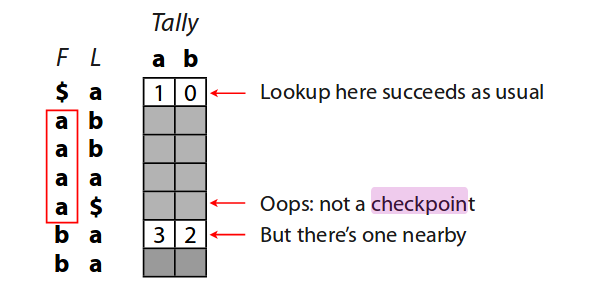 Tally
F L a b
$ a 1 0 Lookup here succeeds as usual
a b
a b
a a
a $ Oops: not a checkpoint
b a 3 2 But there's one nearby
b a